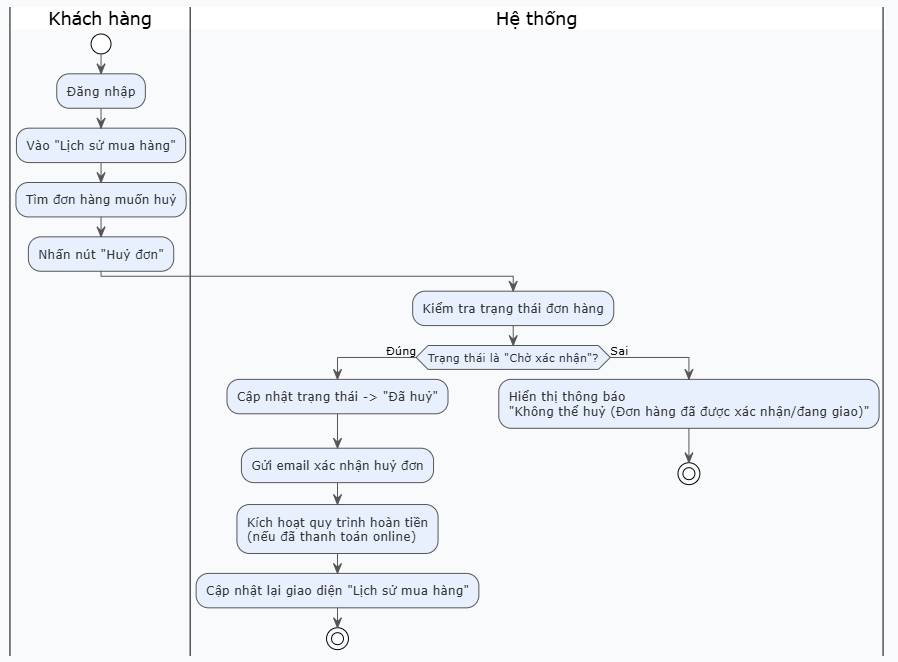 Khách hàng
Hệ thống
Đăng nhập
Vào "Lịch sử mua hàng"
Tìm đơn hàng muốn huỷ
Nhấn nút "Huỷ đơn"
Kiểm tra trạng thái đơn hàng
Đúng
Trạng thái là "Chờ xác nhận"?
Sai
Cập nhật trạng thái -> "Đã huỷ"
Hiển thị thông báo
"Không thể huỷ (Đơn hàng đã được xác nhận/đang giao)"
Gửi email xác nhận huỷ đơn
Kích hoạt quy trình hoàn tiền
(nếu đã thanh toán online)
Cập nhật lại giao diện "Lịch sử mua hàng"